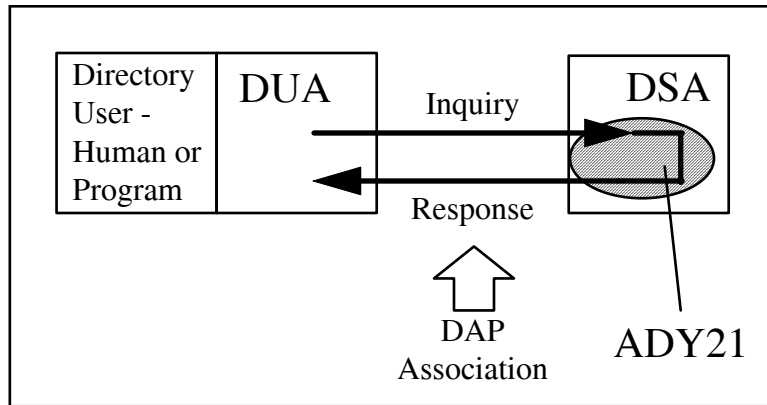 Directory
User -
Human or
Program
DUA
Inquiry
Response
DSA
DAP
Association
ADY21